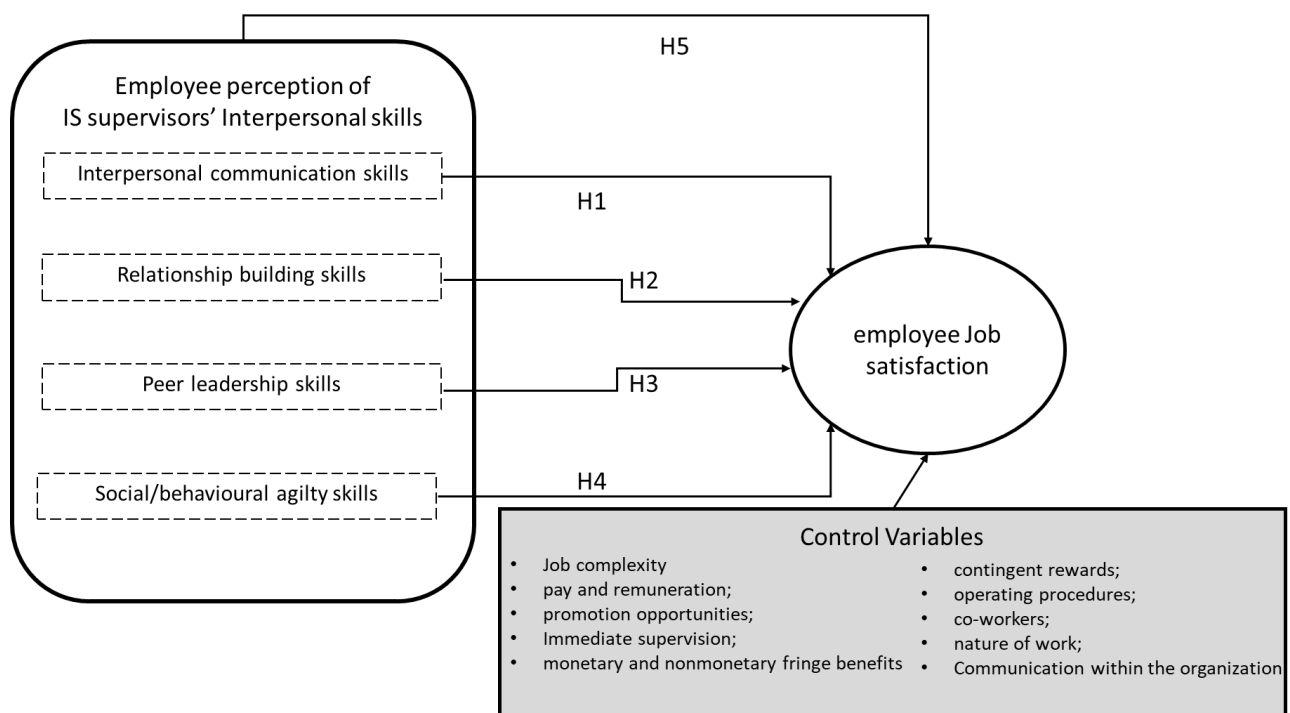 H5
Employee perception of
IS supervisors' Interpersonal skills
Interpersonal communication skills
H1
Relationship building skills
H2
Peer leadership skills
H3
Social/behavioural agilty skills
H4
employee Job
satisfaction
Control Variables
• Job complexity
• pay and remuneration;
• promotion opportunities;
• Immediate supervision;
• monetary and nonmonetary fringe benefits
• contingent rewards;
• operating procedures;
• co-workers;
• nature of work;
• Communication within the organization